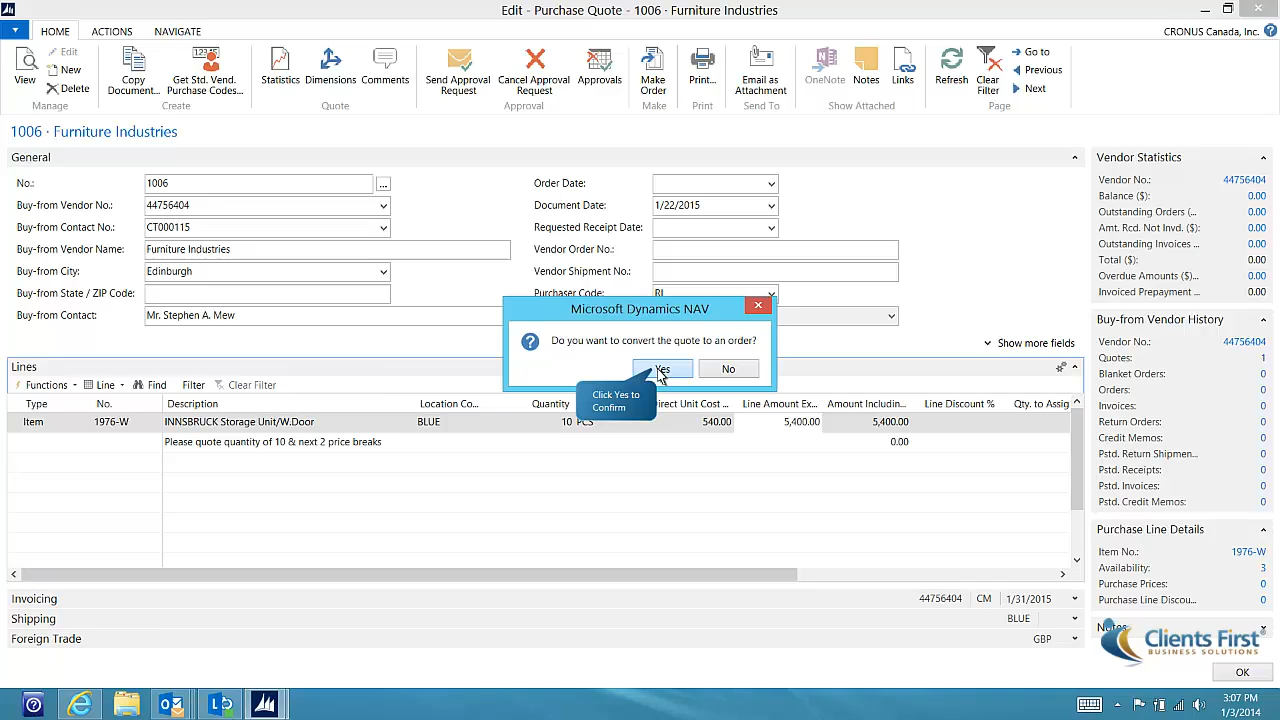 Edit - Purchase Quote - 1006 · Furniture Industries
HOME ACTIONS NAVIGATE CRONUS Canada, Inc.
View Edit New Delete
Copy Document... Get Std. Vend. Purchase Codes...
Statistics Dimensions Comments
Send Approval Request Cancel Approval Request Approvals
Make Order
Print...
Email as Attachment
OneNote Notes Links
Refresh Clear Filter Go to Previous Next
Manage Create Quote Approval Make Print Send To Show Attached Page
1006 · Furniture Industries
General
No.: 1006 ...
Buy-from Vendor No.: 44756404
Buy-from Contact No.: CT000115
Buy-from Vendor Name: Furniture Industries
Buy-from City: Edinburgh
Buy-from State / ZIP Code:
Buy-from Contact: Mr. Stephen A. Mew
Order Date:
Document Date: 1/22/2015
Requested Receipt Date:
Vendor Order No.:
Vendor Shipment No.:
Purchaser Code: RL
Show more fields
Microsoft Dynamics NAV
Do you want to convert the quote to an order?
Yes No
Click Yes to
Confirm
Lines
Functions Line Find Filter Clear Filter
Type No. Description Location Co... Quantity Direct Unit Cost ... Line Amount Ex... Amount Includin... Line Discount % Qty. to Assig
Item 1976-W INNSBRUCK Storage Unit/W.Door BLUE 10 PCS 540.00 5,400.00 5,400.00
Please quote quantity of 10 & next 2 price breaks 0.00
Invoicing 44756404 CM 1/31/2015
Shipping BLUE
Foreign Trade GBP
Vendor Statistics
Vendor No.: 44756404
Balance ($): 0.00
Outstanding Orders (... 0.00
Amt. Rcd. Not Invd. ($): 0.00
Outstanding Invoices ... 0.00
Total ($): 0.00
Overdue Amounts ($)... 0.00
Invoiced Prepayment ... 0.00
Buy-from Vendor History
Vendor No.: 44756404
Quotes: 1
Blanket Orders: 0
Orders: 0
Invoices: 0
Return Orders: 0
Credit Memos: 0
Pstd. Return Shipmen... 0
Pstd. Receipts: 0
Pstd. Invoices: 0
Pstd. Credit Memos: 0
Purchase Line Details
Item No.: 1976-W
Availability: 3
Purchase Prices: 0
Purchase Line Discou... 0
Notes
Clients First
BUSINESS SOLUTIONS
OK
3:07 PM
1/3/2014